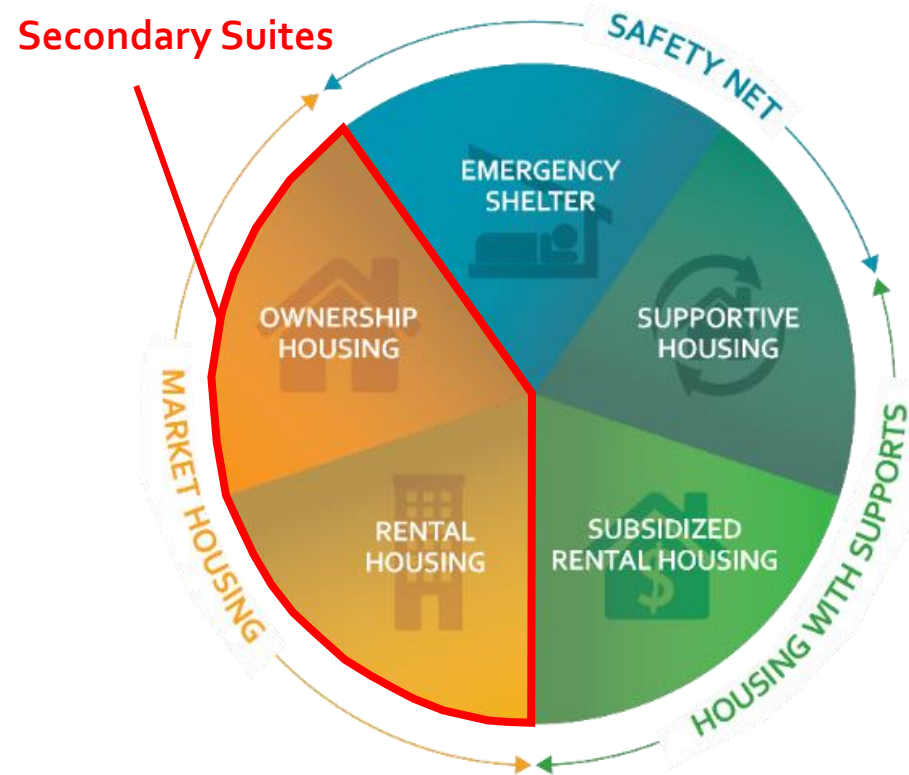 Secondary Suites
SAFETY NET
EMERGENCY
SHELTER
OWNERSHIP
HOUSING
SUPPORTIVE
HOUSING
MARKET HOUSING
RENTAL
HOUSING
SUBSIDIZED
RENTAL HOUSING
$
HOUSING WITH SUPPORTS